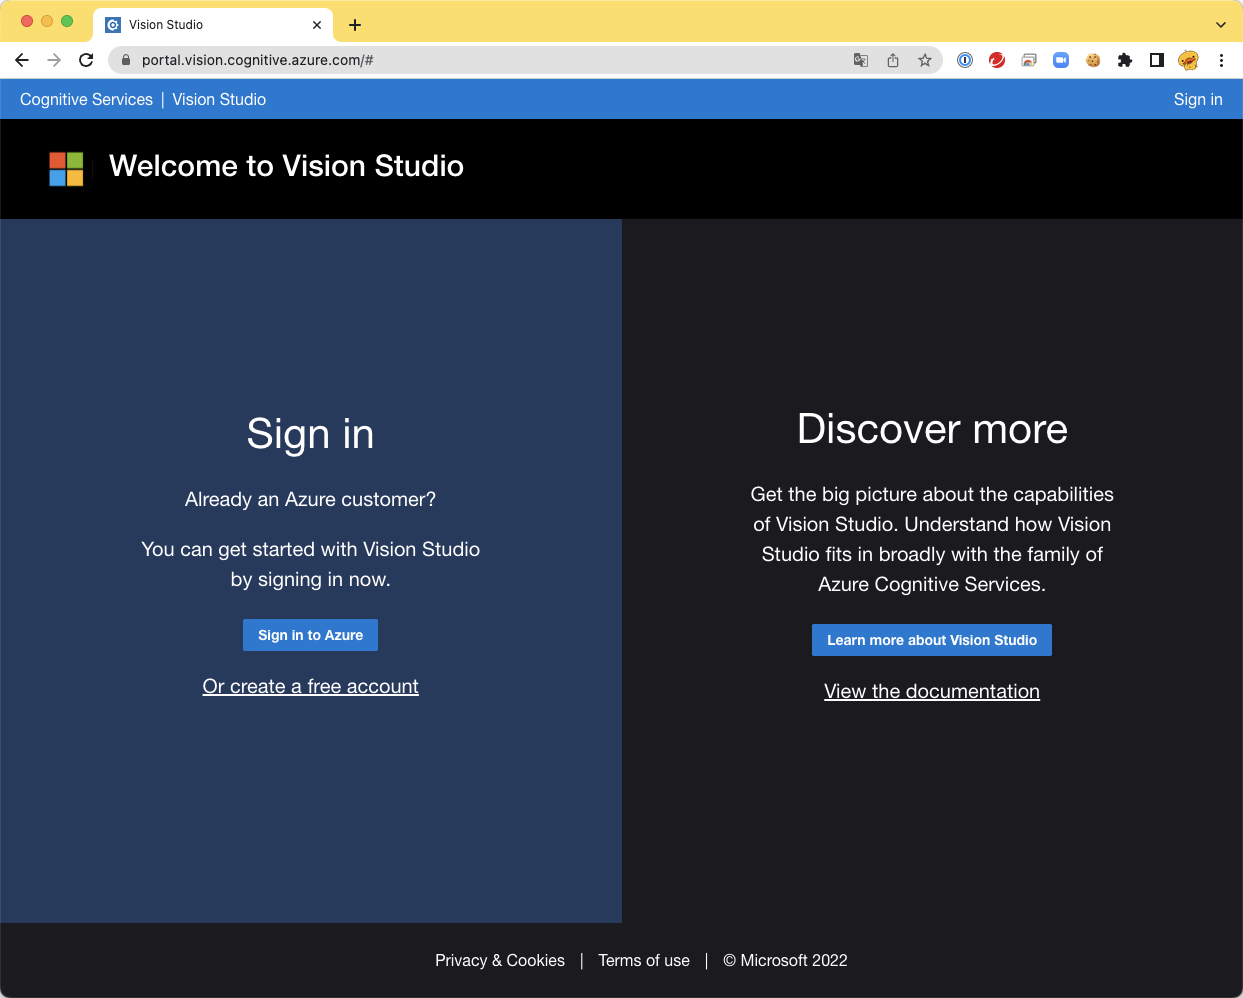 Vision Studio
portal.vision.cognitive.azure.com/#
Cognitive Services | Vision Studio
Sign in
Welcome to Vision Studio
Sign in
Already an Azure customer?
You can get started with Vision Studio
by signing in now.
Sign in to Azure
Or create a free account
Discover more
Get the big picture about the capabilities
of Vision Studio. Understand how Vision
Studio fits in broadly with the family of
Azure Cognitive Services.
Learn more about Vision Studio
View the documentation
Privacy & Cookies | Terms of use | © Microsoft 2022